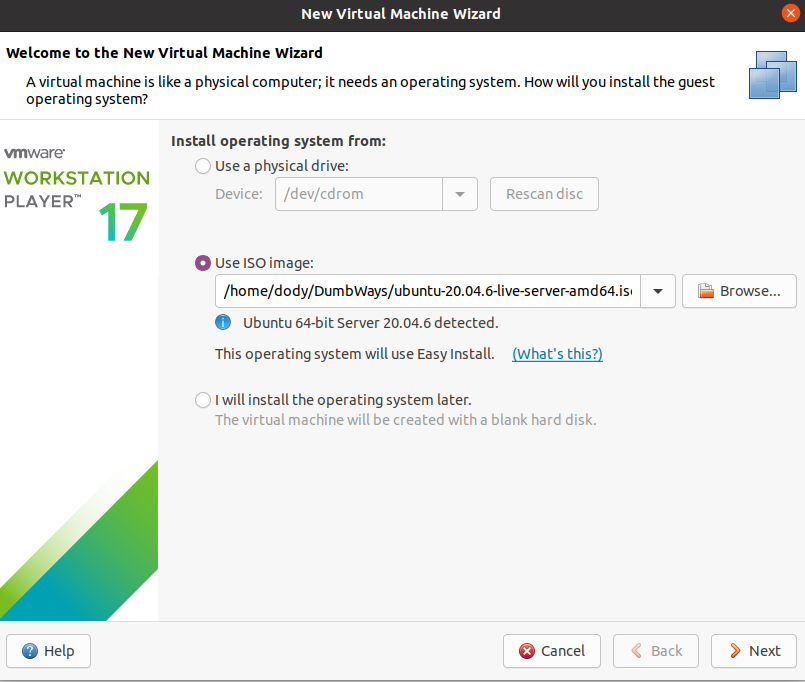 New Virtual Machine Wizard
Welcome to the New Virtual Machine Wizard
A virtual machine is like a physical computer; it needs an operating system. How will you install the guest
operating system?
vmware
WORKSTATION
PLAYER™
17
Install operating system from:
Use a physical drive:
Device:
/dev/cdrom
Rescan disc
Use ISO image:
/home/dody/DumbWays/ubuntu-20.04.6-live-server-amd64.iso
Browse...
Ubuntu 64-bit Server 20.04.6 detected.
This operating system will use Easy Install. (What's this?)
I will install the operating system later.
The virtual machine will be created with a blank hard disk.
Help
Cancel
Back
Next